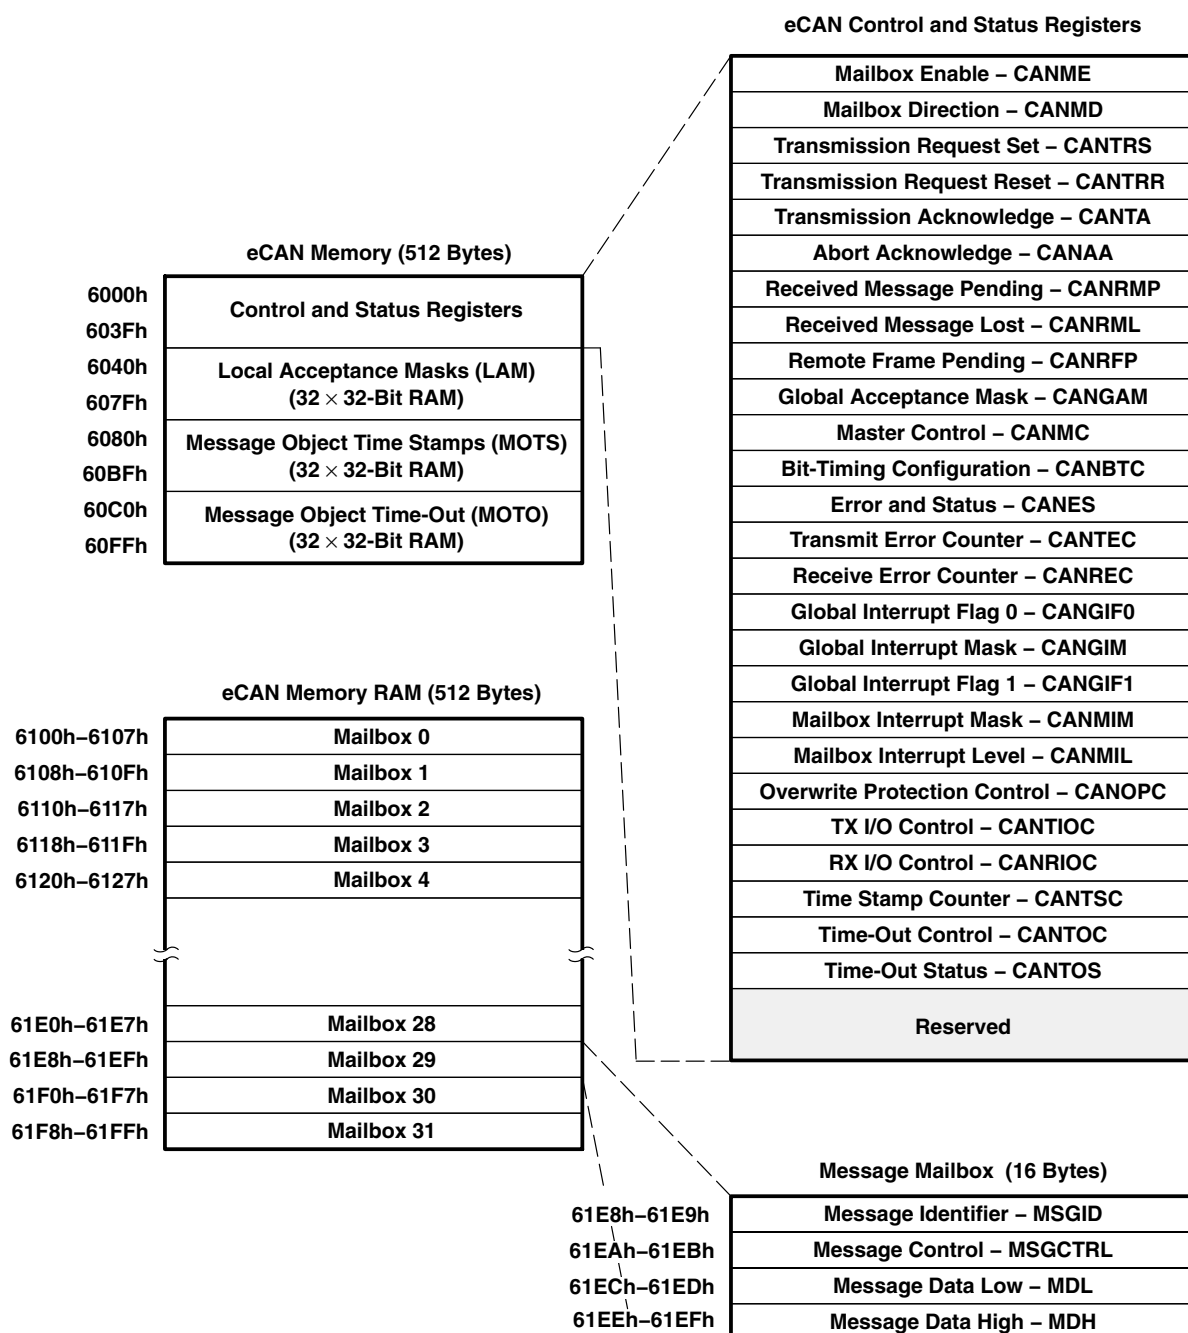 eCAN Control and Status Registers
Mailbox Enable – CANME
Mailbox Direction – CANMD
Transmission Request Set – CANTRS
Transmission Request Reset – CANTRR
Transmission Acknowledge – CANTA
Abort Acknowledge – CANAA
Received Message Pending – CANRMP
Received Message Lost – CANRML
Remote Frame Pending – CANRFP
Global Acceptance Mask – CANGAM
Master Control – CANMC
Bit-Timing Configuration – CANBTC
Error and Status – CANES
Transmit Error Counter – CANTEC
Receive Error Counter – CANREC
Global Interrupt Flag 0 – CANGIF0
Global Interrupt Mask – CANGIM
Global Interrupt Flag 1 – CANGIF1
Mailbox Interrupt Mask – CANMIM
Mailbox Interrupt Level – CANMIL
Overwrite Protection Control – CANOPC
TX I/O Control – CANTIOC
RX I/O Control – CANRIOC
Time Stamp Counter – CANTSC
Time-Out Control – CANTOC
Time-Out Status – CANTOS
Reserved
eCAN Memory (512 Bytes)
6000h
Control and Status Registers
603Fh
6040h
Local Acceptance Masks (LAM)
(32 × 32-Bit RAM)
607Fh
6080h
Message Object Time Stamps (MOTS)
(32 × 32-Bit RAM)
60BFh
60C0h
Message Object Time-Out (MOTO)
(32 × 32-Bit RAM)
60FFh
eCAN Memory RAM (512 Bytes)
6100h–6107h Mailbox 0
6108h–610Fh Mailbox 1
6110h–6117h Mailbox 2
6118h–611Fh Mailbox 3
6120h–6127h Mailbox 4
61E0h–61E7h Mailbox 28
61E8h–61EFh Mailbox 29
61F0h–61F7h Mailbox 30
61F8h–61FFh Mailbox 31
Message Mailbox (16 Bytes)
61E8h–61E9h Message Identifier – MSGID
61EAh–61EBh Message Control – MSGCTRL
61ECh–61EDh Message Data Low – MDL
61EEh–61EFh Message Data High – MDH